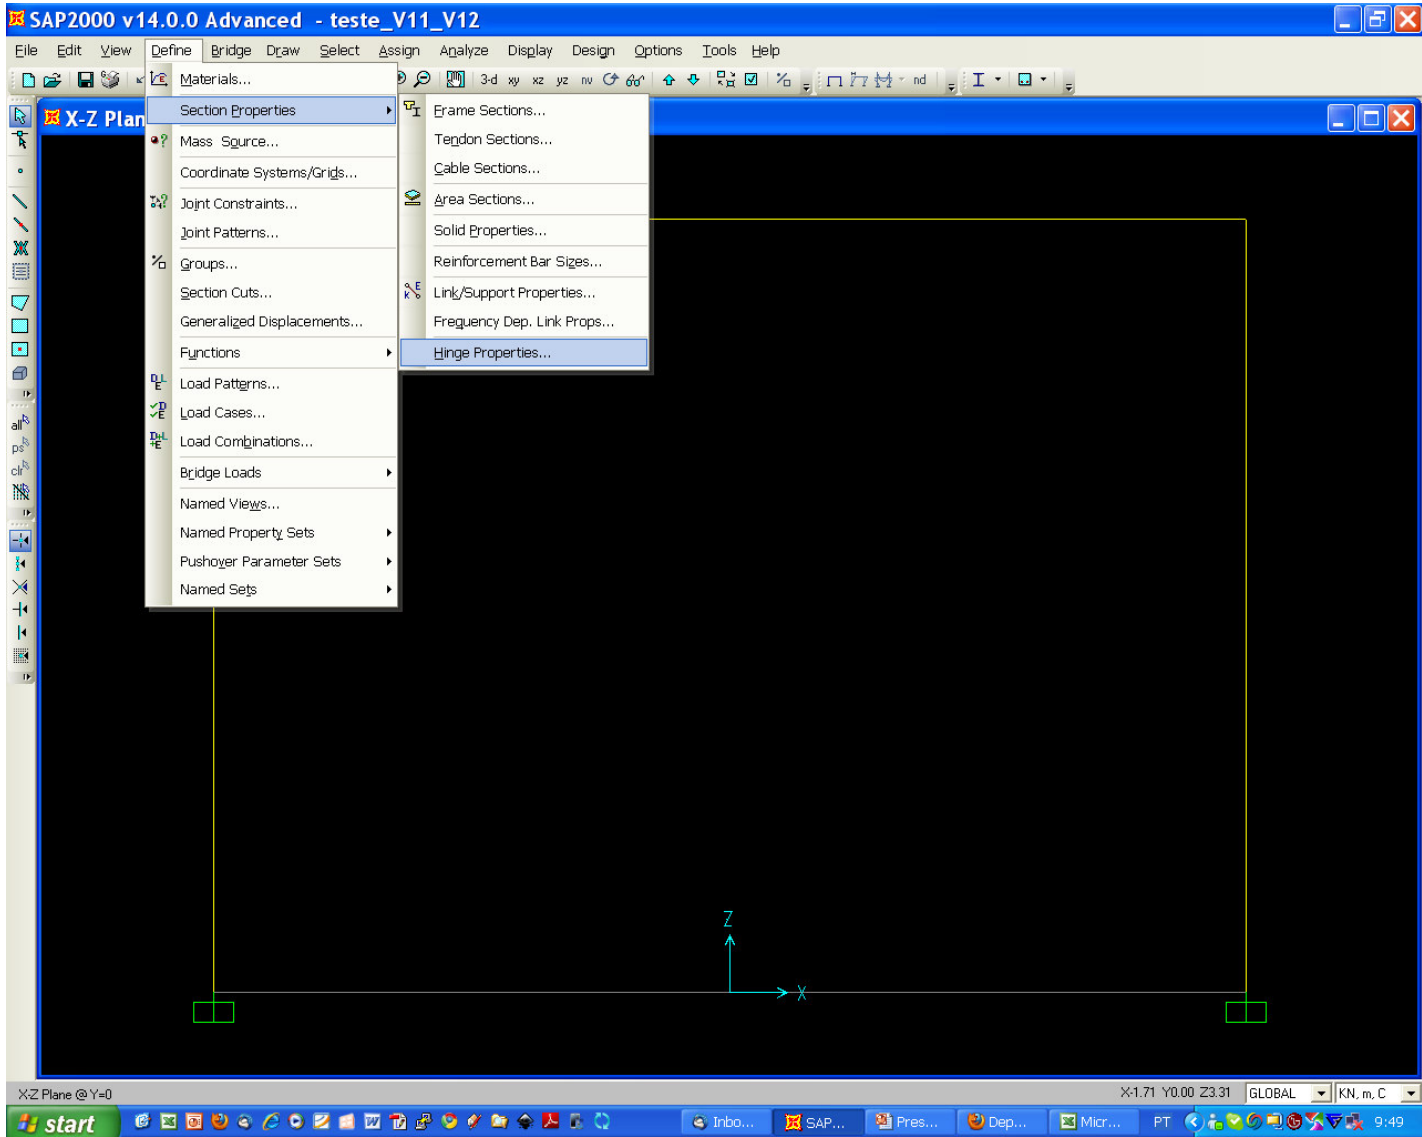 SAP2000 v14.0.0 Advanced - teste_V11_V12
File Edit View Define Bridge Draw Select Assign Analyze Display Design Options Tools Help
3-d xy xz yz nv nd
X-Z Plan
Materials...
Section Properties
Mass Source...
Coordinate Systems/Grids...
Joint Constraints...
Joint Patterns...
Groups...
Section Cuts...
Generalized Displacements...
Functions
Load Patterns...
Load Cases...
Load Combinations...
Bridge Loads
Named Views...
Named Property Sets
Pushover Parameter Sets
Named Sets
Frame Sections...
Tendon Sections...
Cable Sections...
Area Sections...
Solid Properties...
Reinforcement Bar Sizes...
Link/Support Properties...
Frequency Dep. Link Props...
Hinge Properties...
all
ps
clr
Z
X
X-Z Plane @ Y=0
X-1.71 Y0.00 Z3.31 GLOBAL KN, m, C
start Inbo... SAP... Pres... Dep... Micr... PT 9:49